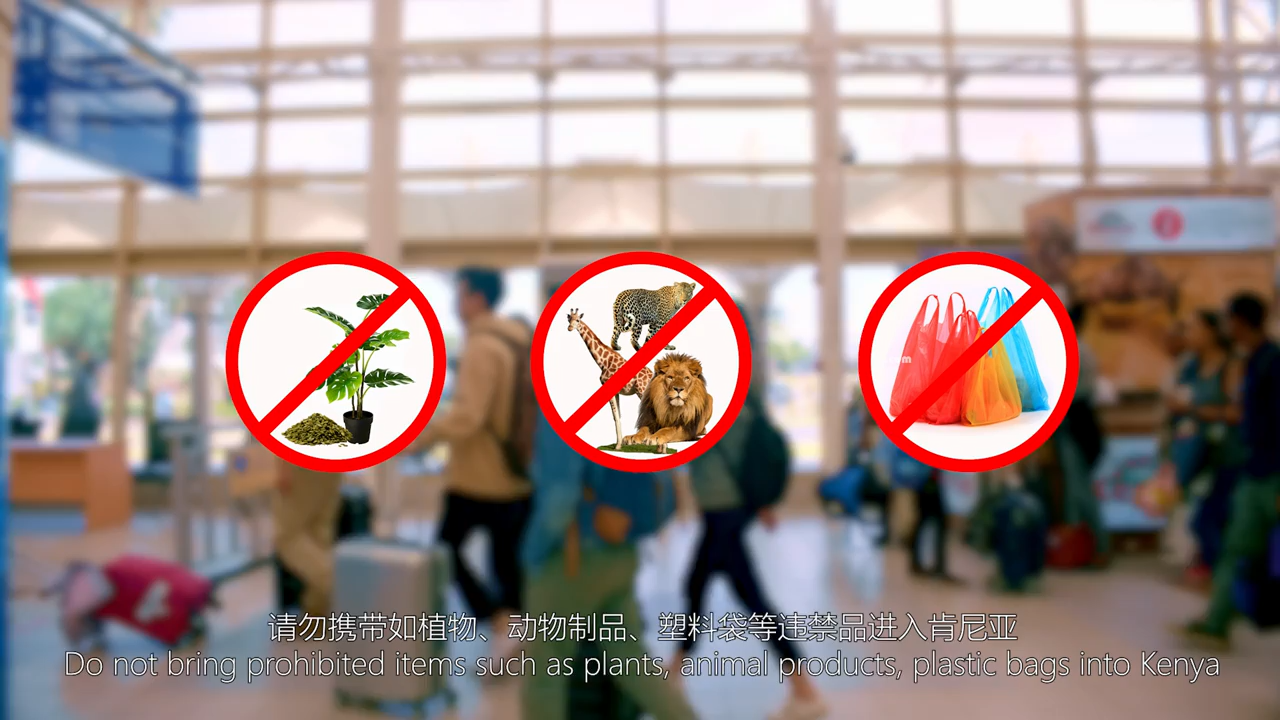 请勿携带如植物、动物制品、塑料袋等违禁品进入肯尼亚
Do not bring prohibited items such as plants, animal products, plastic bags into Kenya